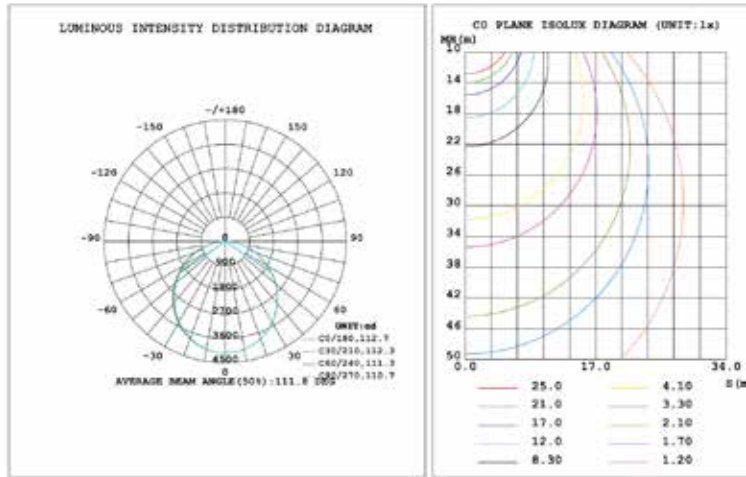 LUMINOUS INTENSITY DISTRIBUTION DIAGRAM
-/+180
-150 150
-120 120
-90 0 90
900
1800
-60 2700 60
3600
-30 4500 30
0
UNIT:cd
C0/180,112.7
C30/210,112.3
C60/240,111.3
C90/270,110.7
AVERAGE BEAM ANGLE(50%):111.8 DEG
C0 PLANE ISOLUX DIAGRAM (UNIT:lx)
MH(m)
10
14
18
22
26
30
34
38
42
46
50
0.0 17.0 34.0
S(m
25.0 4.10
21.0 3.30
17.0 2.10
12.0 1.70
8.30 1.20